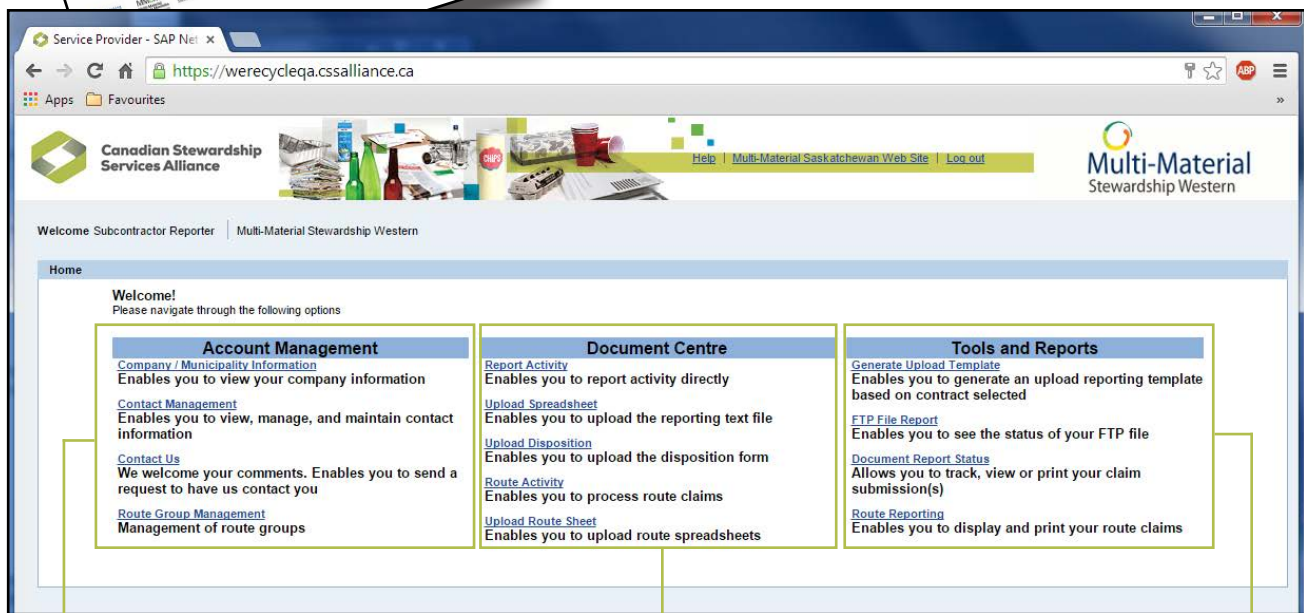 Service Provider - SAP Net
https://werecycleqa.cssalliance.ca
ABP
Apps Favourites
Canadian Stewardship
Services Alliance
CHIPS
Help | Multi-Material Saskatchewan Web Site | Log out
Multi-Material
Stewardship Western
Welcome Subcontractor Reporter | Multi-Material Stewardship Western
Home
Welcome!
Please navigate through the following options
Account Management
Company / Municipality Information
Enables you to view your company information
Contact Management
Enables you to view, manage, and maintain contact
information
Contact Us
We welcome your comments. Enables you to send a
request to have us contact you
Route Group Management
Management of route groups
Document Centre
Report Activity
Enables you to report activity directly
Upload Spreadsheet
Enables you to upload the reporting text file
Upload Disposition
Enables you to upload the disposition form
Route Activity
Enables you to process route claims
Upload Route Sheet
Enables you to upload route spreadsheets
Tools and Reports
Generate Upload Template
Enables you to generate an upload reporting template
based on contract selected
FTP File Report
Enables you to see the status of your FTP file
Document Report Status
Allows you to track, view or print your claim
submission(s)
Route Reporting
Enables you to display and print your route claims